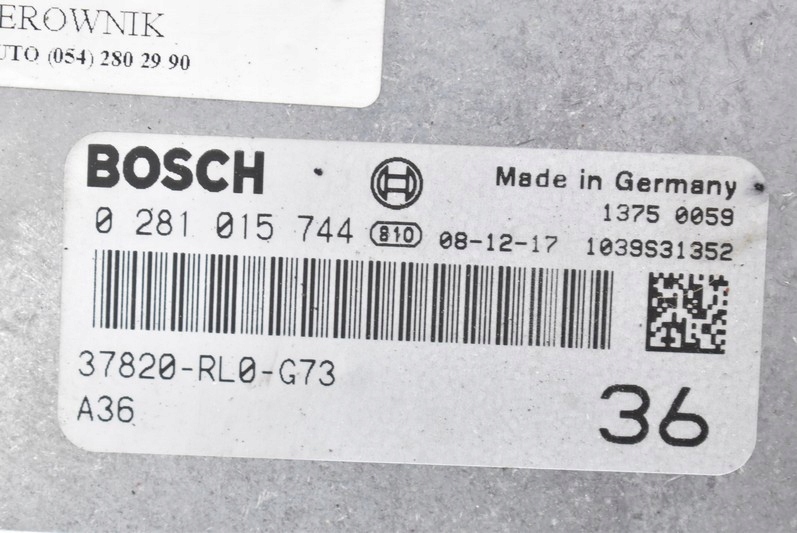 EROWNIK
UTO (054) 280 29 90
BOSCH
Made in Germany
1375 0059
0 281 015 744 810 08-12-17 1039S31352
37820-RL0-G73
A36
36